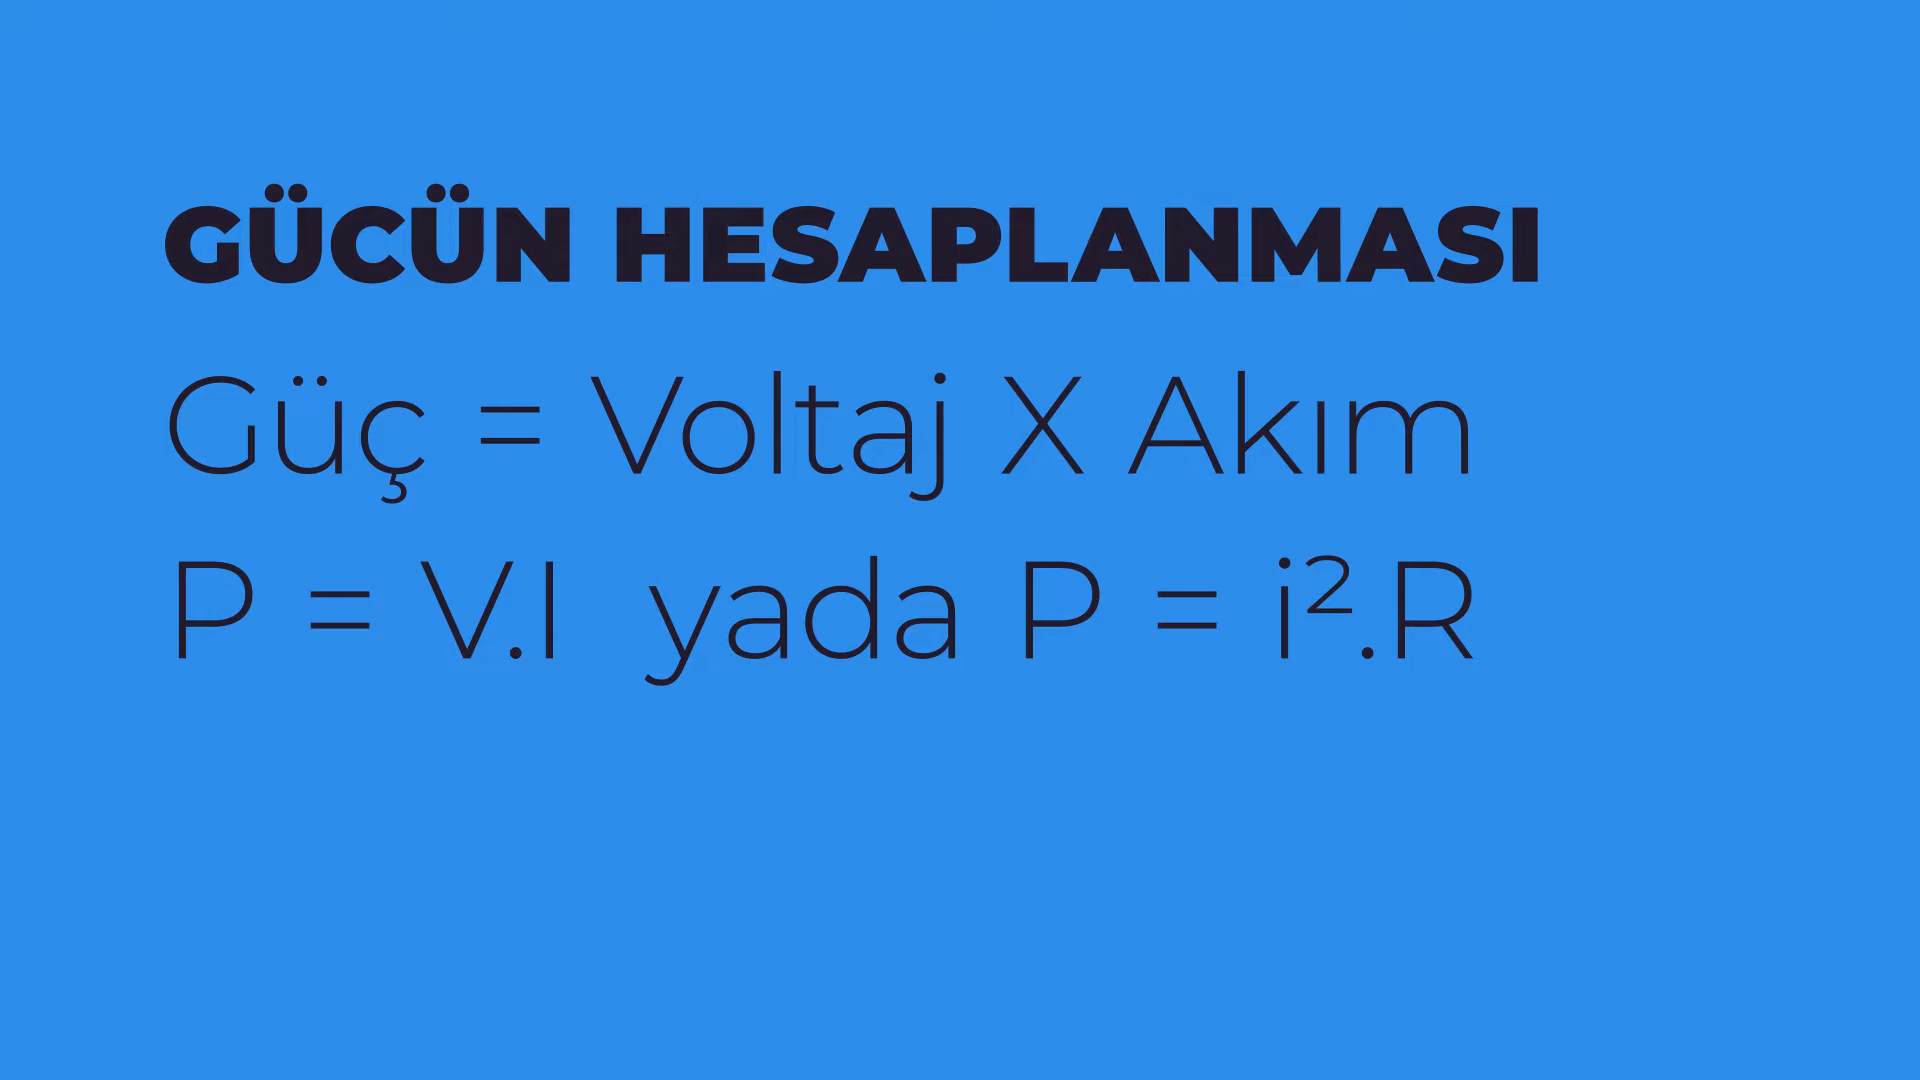 GÜCÜN HESAPLANMASI
Güç = Voltaj X Akım
P = V.I  yada  P = i².R